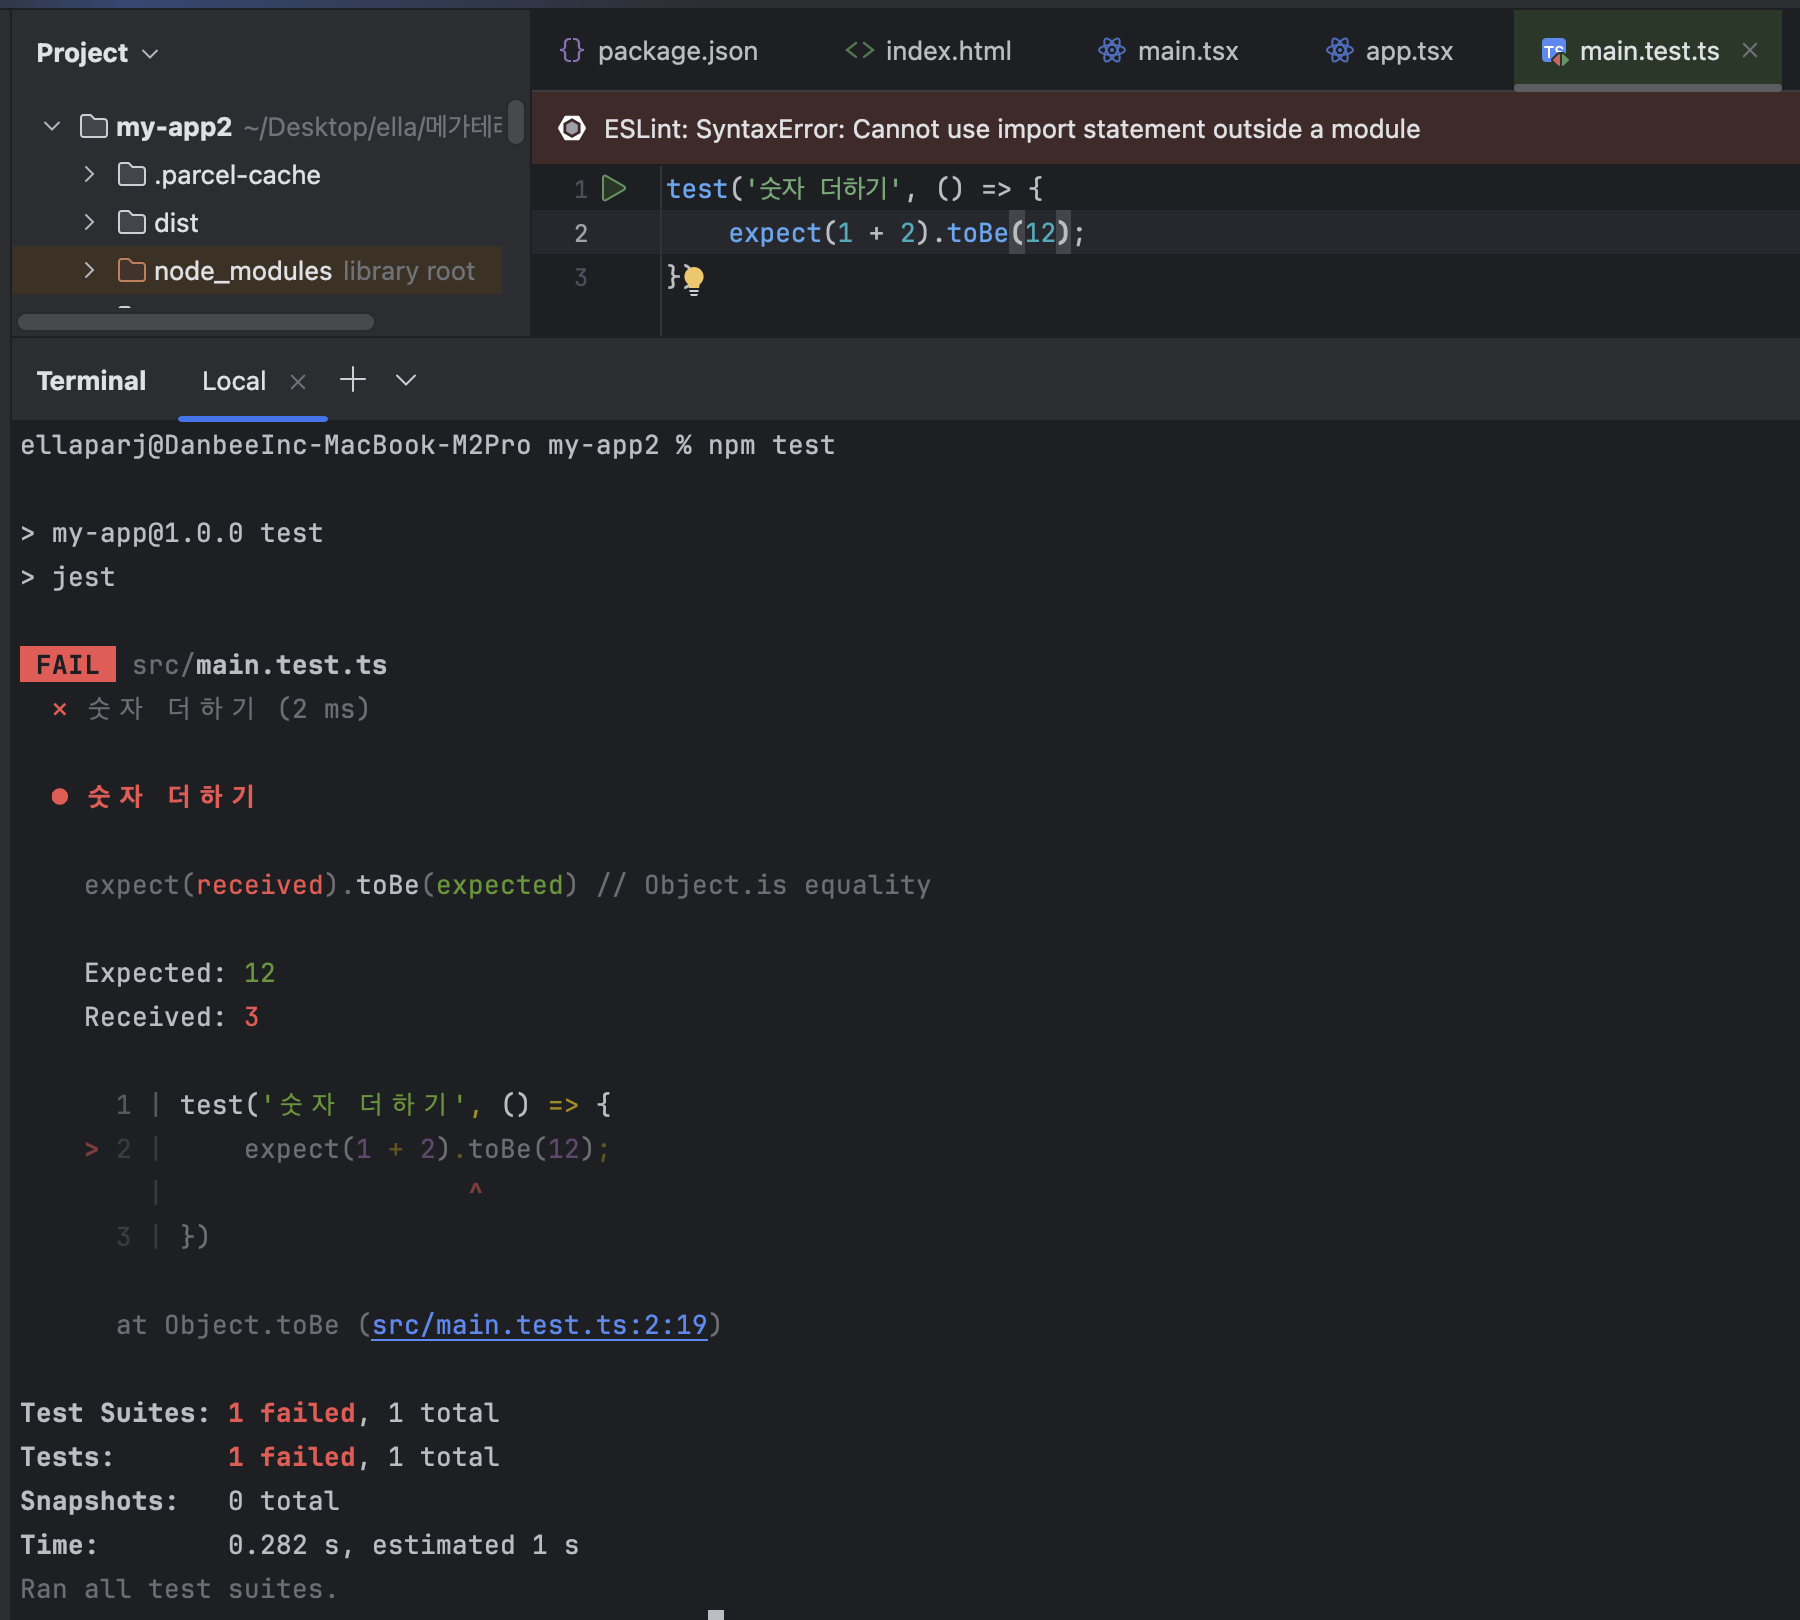 Project
package.json
index.html
main.tsx
app.tsx
main.test.ts
my-app2 ~/Desktop/ella/메가테
.parcel-cache
dist
node_modules library root
ESLint: SyntaxError: Cannot use import statement outside a module
1 test('숫자 더하기', () => {
2 expect(1 + 2).toBe(12);
3 })
Terminal
Local
ellaparj@DanbeeInc-MacBook-M2Pro my-app2 % npm test
> my-app@1.0.0 test
> jest
FAIL src/main.test.ts
× 숫자 더하기 (2 ms)
● 숫자 더하기
expect(received).toBe(expected) // Object.is equality
Expected: 12
Received: 3
1 | test('숫자 더하기', () => {
> 2 | expect(1 + 2).toBe(12);
| ^
3 | })
at Object.toBe (src/main.test.ts:2:19)
Test Suites: 1 failed, 1 total
Tests: 1 failed, 1 total
Snapshots: 0 total
Time: 0.282 s, estimated 1 s
Ran all test suites.